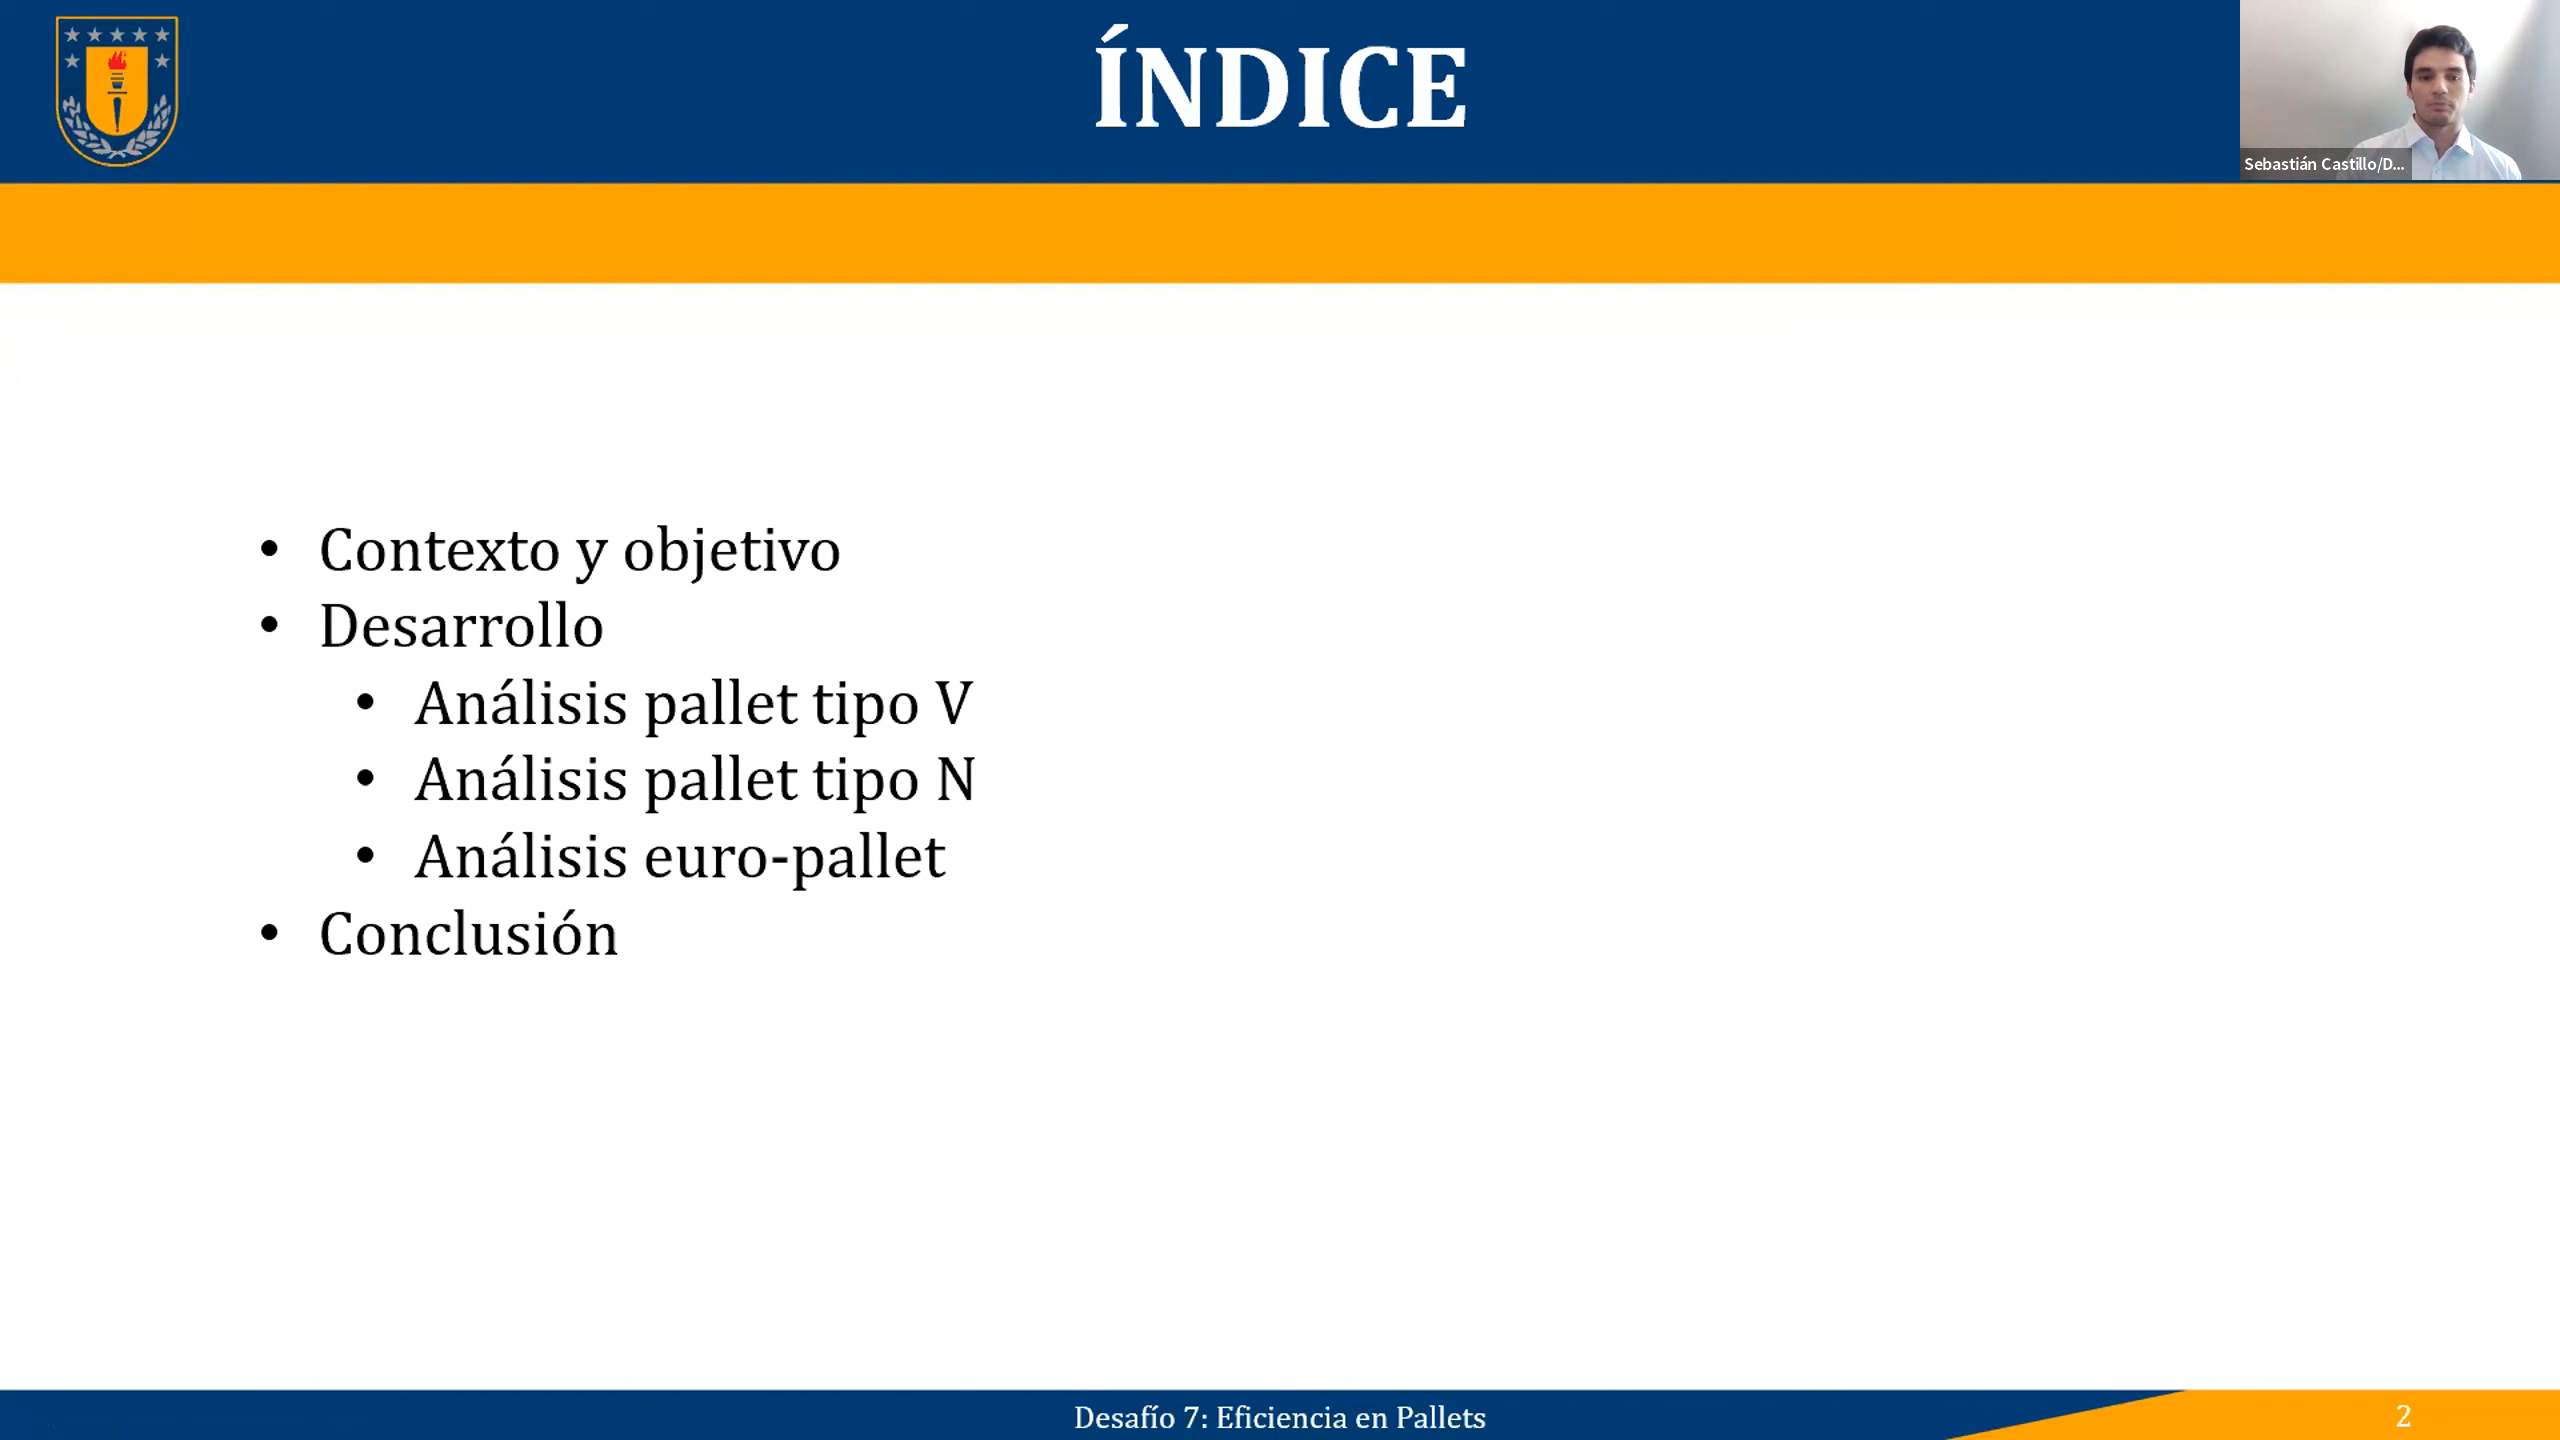 ÍNDICE
Sebastián Castillo/D...
• Contexto y objetivo
• Desarrollo
• Análisis pallet tipo V
• Análisis pallet tipo N
• Análisis euro-pallet
• Conclusión
Desafío 7: Eficiencia en Pallets
2